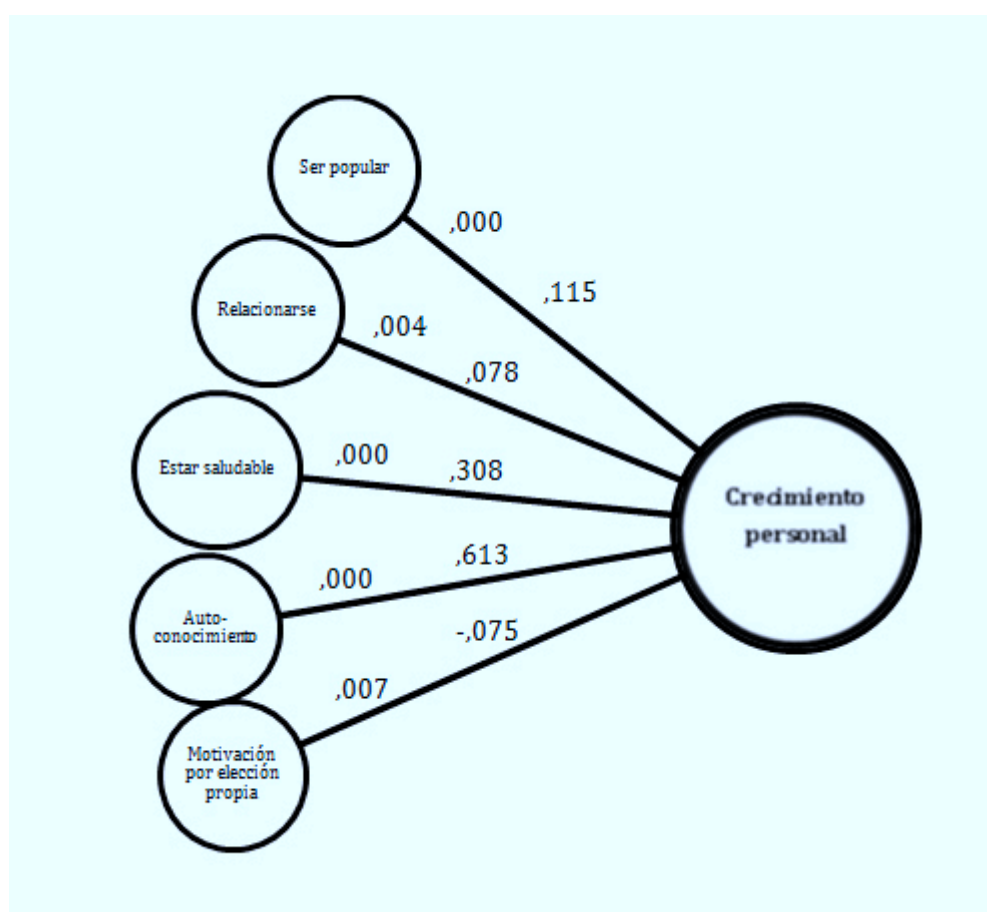 Ser popular
,000
,115
Relacionarse
,004
,078
Estar saludable
,000
,308
Crecimiento
personal
Auto-
conocimiento
,000
,613
-,075
,007
Motivación
por elección
propia